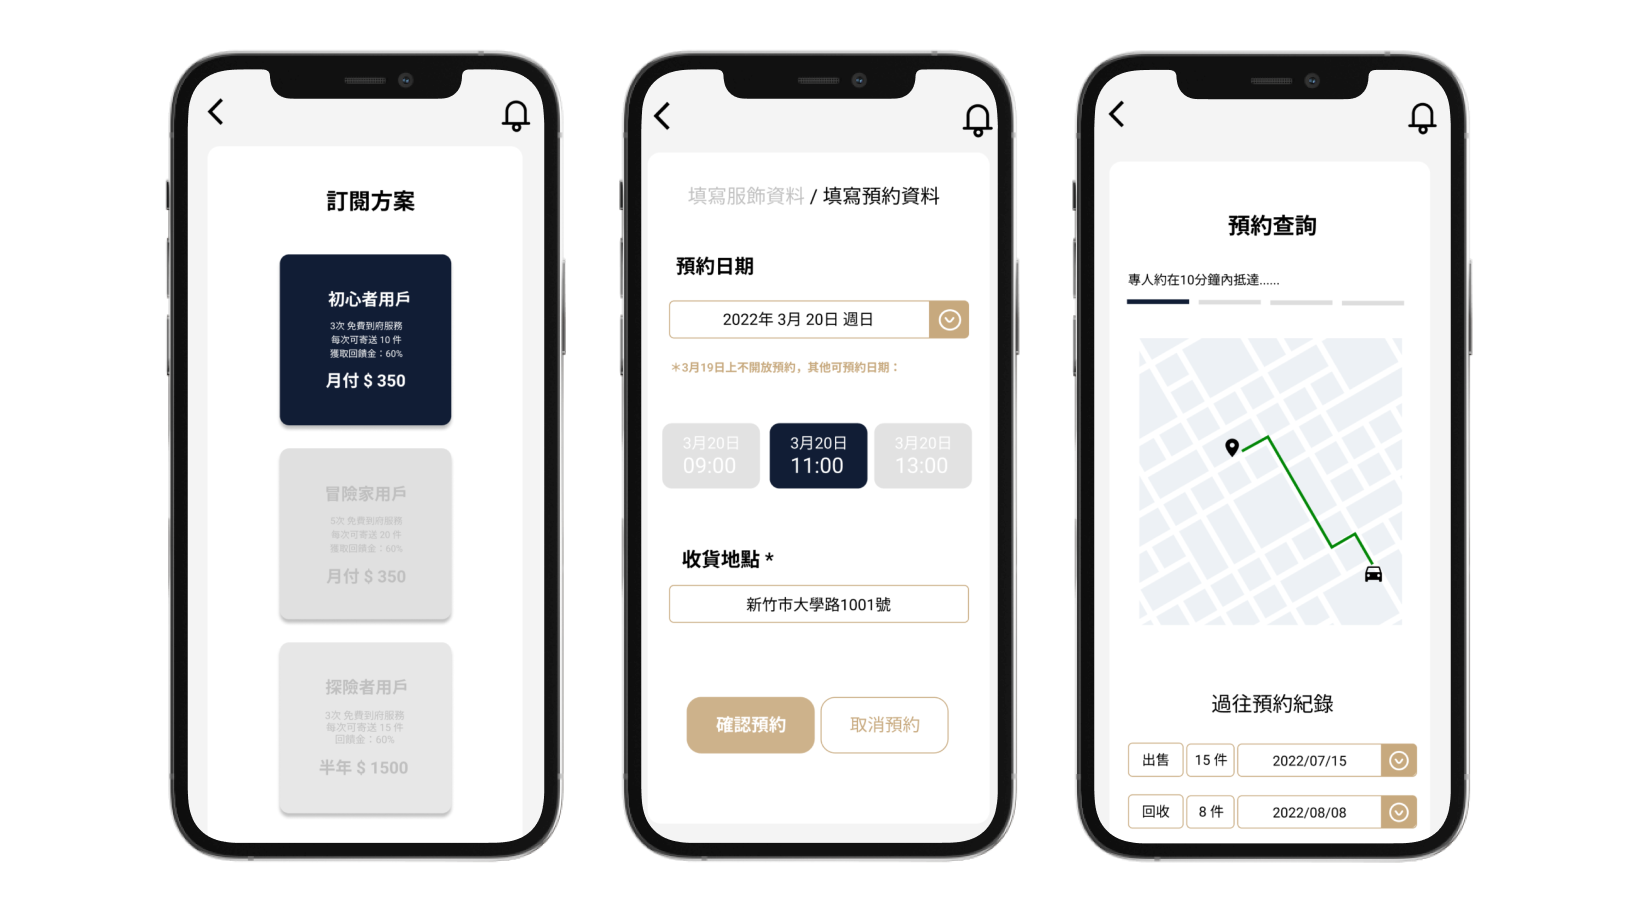 訂閱方案
初心者用戶
3次 免費到府服務
每次可寄送 10 件
獲取回饋金：60%
月付 $ 350
冒險家用戶
5次 免費到府服務
每次可寄送 20 件
獲取回饋金：60%
月付 $ 350
探險者用戶
3次 免費到府服務
每次可寄送 15 件
回饋金：60%
半年 $ 1500
填寫服飾資料 / 填寫預約資料
預約日期
2022年 3月 20日 週日
＊3月19日上不開放預約，其他可預約日期：
3月20日
09:00
3月20日
11:00
3月20日
13:00
收貨地點 *
新竹市大學路1001號
確認預約
取消預約
預約查詢
專人約在10分鐘內抵達......
過往預約紀錄
出售 15 件 2022/07/15
回收 8 件 2022/08/08